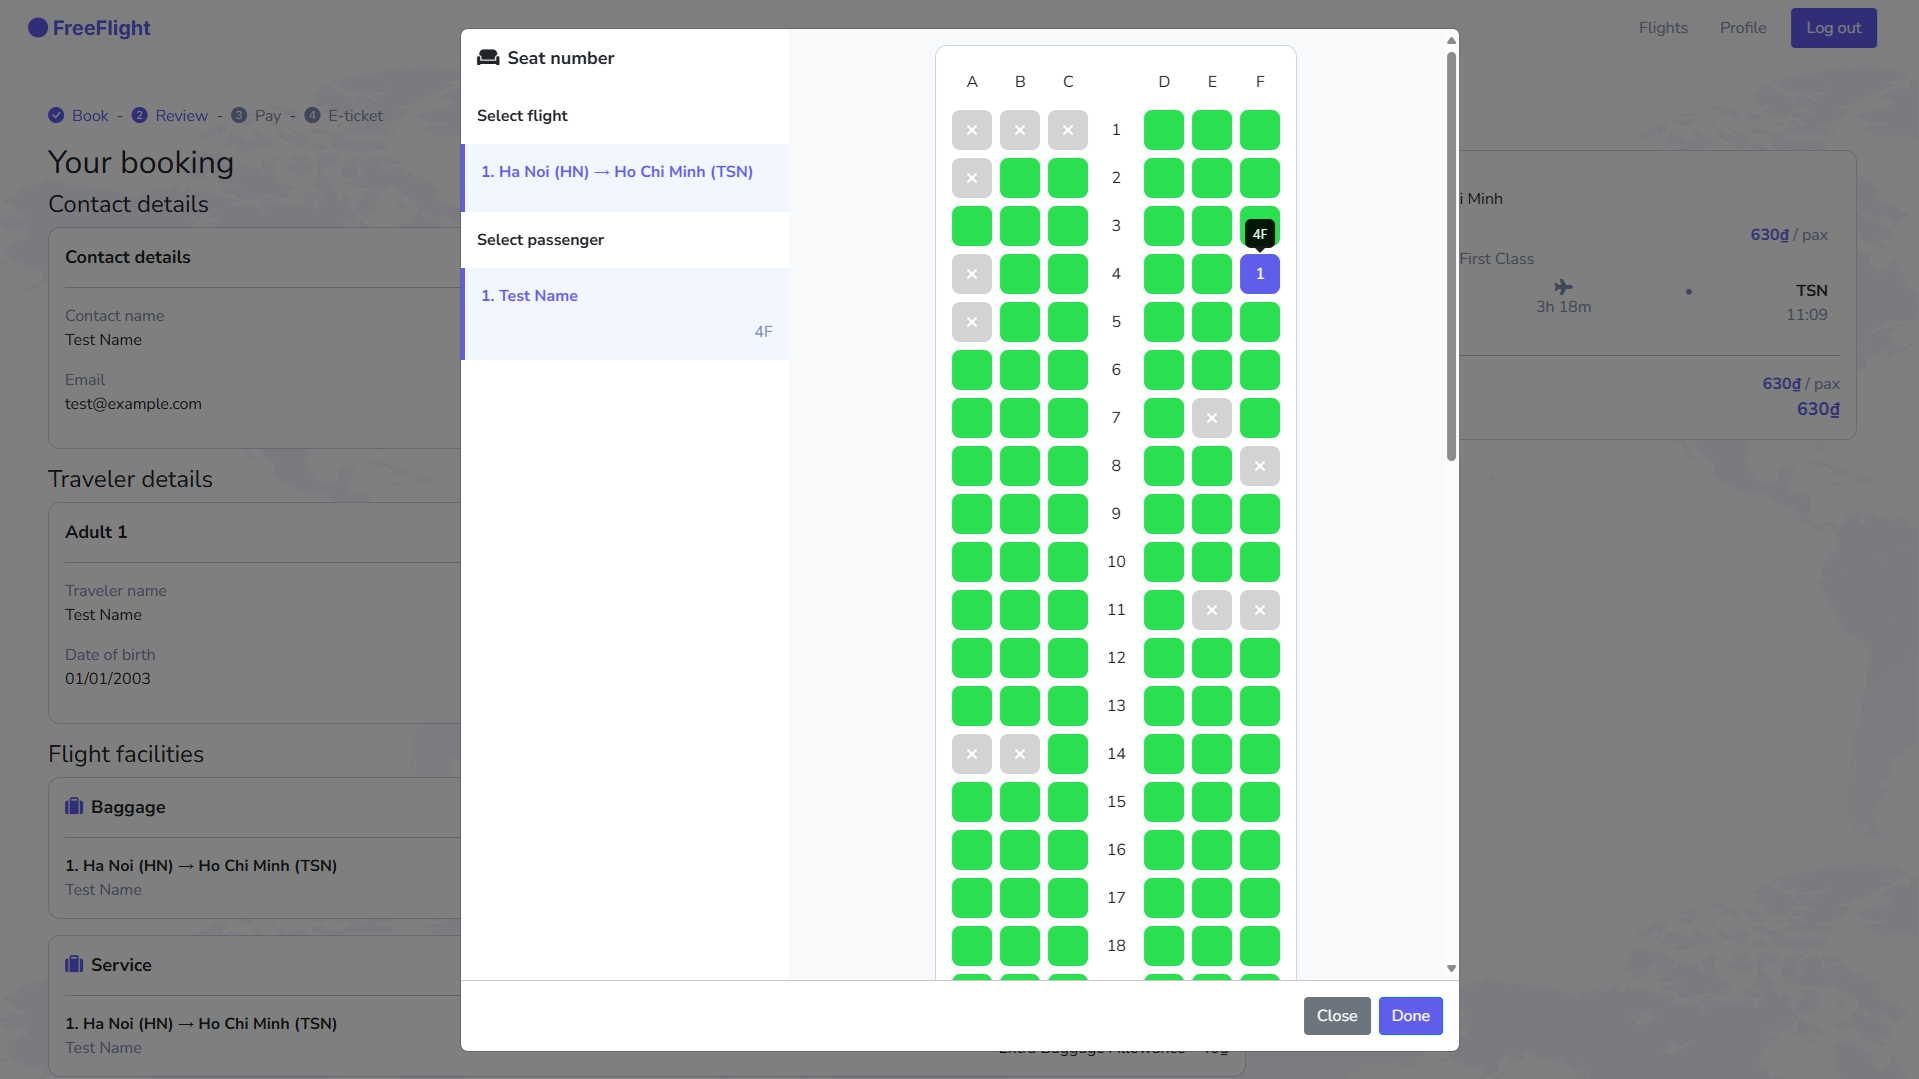 FreeFlight
Flights
Profile
Log out
Book - 2 Review - 3 Pay - 4 E-ticket
Your booking
Contact details
Contact details
Contact name
Test Name
Email
test@example.com
Traveler details
Adult 1
Traveler name
Test Name
Date of birth
01/01/2003
Flight facilities
Baggage
1. Ha Noi (HN) → Ho Chi Minh (TSN)
Test Name
Service
1. Ha Noi (HN) → Ho Chi Minh (TSN)
Test Name
Seat number
Select flight
1. Ha Noi (HN) → Ho Chi Minh (TSN)
Select passenger
1. Test Name
4F
A B C D E F
1
2
3
4F
4 1
5
6
7
8
9
10
11
12
13
14
15
16
17
18
Close
Done
i Minh
630₫ / pax
First Class
3h 18m
TSN
11:09
630₫ / pax
630₫